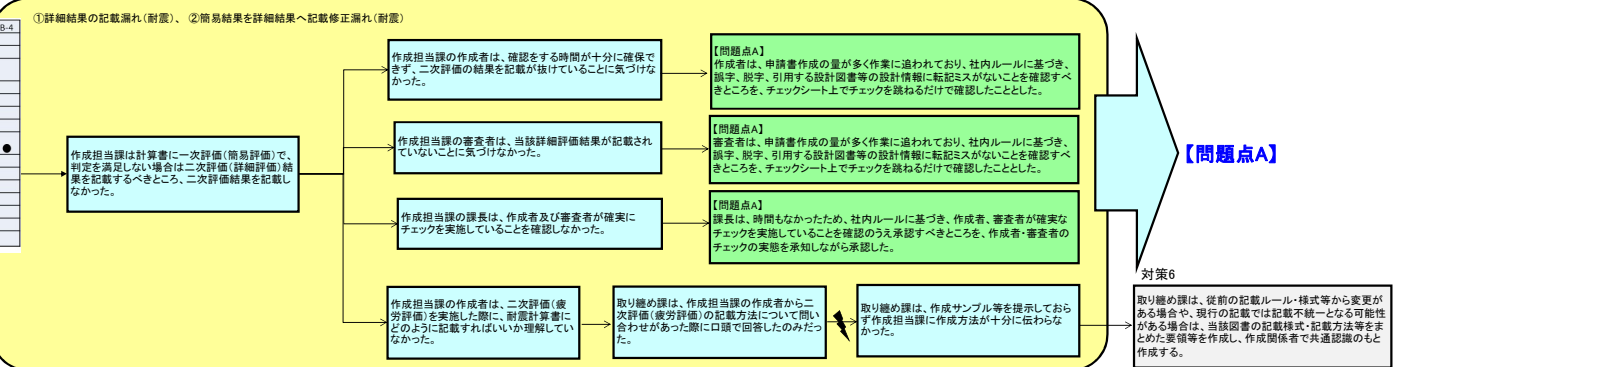 ①詳細結果の記載漏れ（耐震）、 ②簡易結果を詳細結果へ記載修正漏れ（耐震）
B-4
作成担当課は計算書に一次評価（簡易評価）で、
判定を満足しない場合は二次評価（詳細評価）結
果を記載するべきところ、二次評価結果を記載し
なかった。
作成担当課の作成者は、確認をする時間が十分に確保で
きず、二次評価の結果を記載が抜けていることに気づけな
かった。
【問題点A】
作成者は、申請書作成の量が多く作業に追われており、社内ルールに基づき、
誤字、脱字、引用する設計図書等の設計情報に転記ミスがないことを確認すべ
きところを、チェックシート上でチェックを跳ねるだけで確認したこととした。
作成担当課の審査者は、当該詳細評価結果が記載され
ていないことに気づけなかった。
【問題点A】
審査者は、申請書作成の量が多く作業に追われており、社内ルールに基づき、
誤字、脱字、引用する設計図書等の設計情報に転記ミスがないことを確認すべ
きところを、チェックシート上でチェックを跳ねるだけで確認したこととした。
作成担当課の課長は、作成者及び審査者が確実に
チェックを実施していることを確認しなかった。
【問題点A】
課長は、時間もなかったため、社内ルールに基づき、作成者、審査者が確実な
チェックを実施していることを確認のうえ承認すべきところを、作成者・審査者の
チェックの実態を承知しながら承認した。
【問題点A】
作成担当課の作成者は、二次評価（疲
労評価）を実施した際に、耐震計算書に
どのように記載すればいいか理解してい
なかった。
取り纏め課は、作成担当課の作成者から二
次評価（疲労評価）の記載方法について問い
合わせがあった際に口頭で回答したのみだっ
た。
取り纏め課は、作成サンプル等を提示しておら
ず作成担当課に作成方法が十分に伝わらな
かった。
対策6
取り纏め課は、従前の記載ルール・様式等から変更が
ある場合や、現行の記載では記載不統一となる可能性
がある場合は、当該図書の記載様式・記載方法等をま
とめた要領等を作成し、作成関係者で共通認識のもと
作成する。